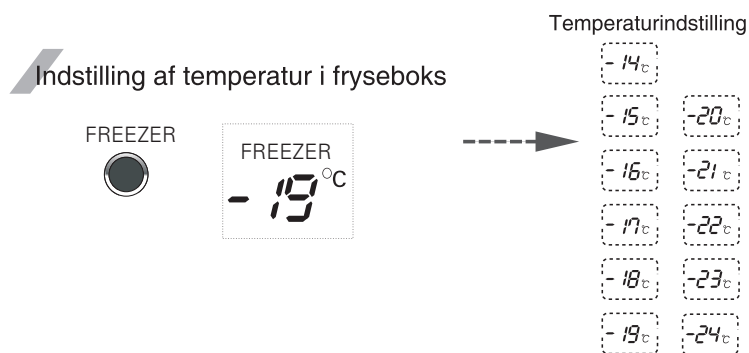 Temperaturindstilling
Indstilling af temperatur i fryseboks
FREEZER
FREEZER
-19 °C
-14 °C
-15 °C
-20 °C
-16 °C
-21 °C
-17 °C
-22 °C
-18 °C
-23 °C
-19 °C
-24 °C